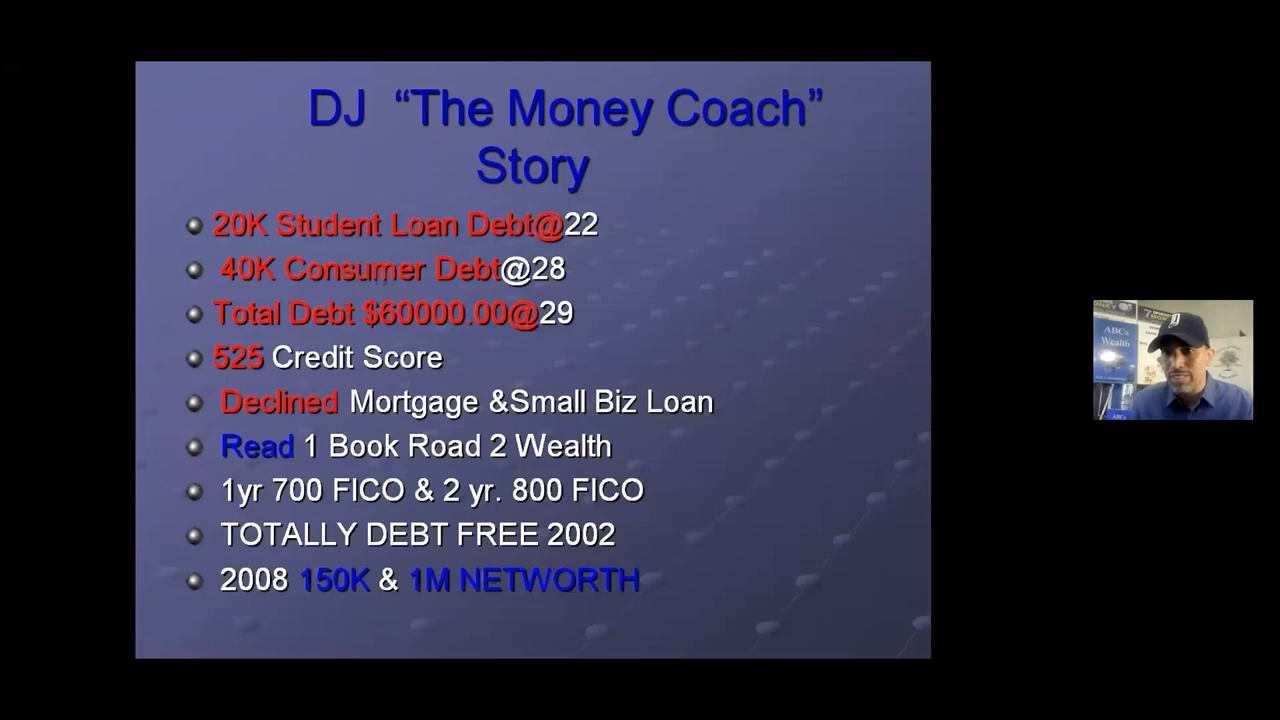 DJ “The Money Coach”
Story
20K Student Loan Debt@22
40K Consumer Debt@28
Total Debt $60000.00@29
525 Credit Score
Declined Mortgage &Small Biz Loan
Read 1 Book Road 2 Wealth
1yr 700 FICO & 2 yr. 800 FICO
TOTALLY DEBT FREE 2002
2008 150K & 1M NETWORTH
ABCs
Wealth